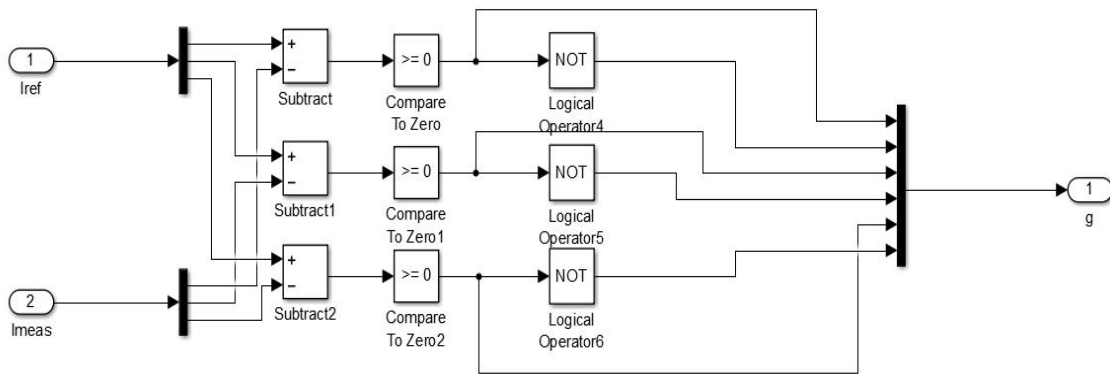 1
Iref
+
−
Subtract
>= 0
Compare
To Zero
NOT
Logical
Operator4
+
−
Subtract1
>= 0
Compare
To Zero1
NOT
Logical
Operator5
1
g
+
−
Subtract2
>= 0
Compare
To Zero2
NOT
Logical
Operator6
2
Imeas